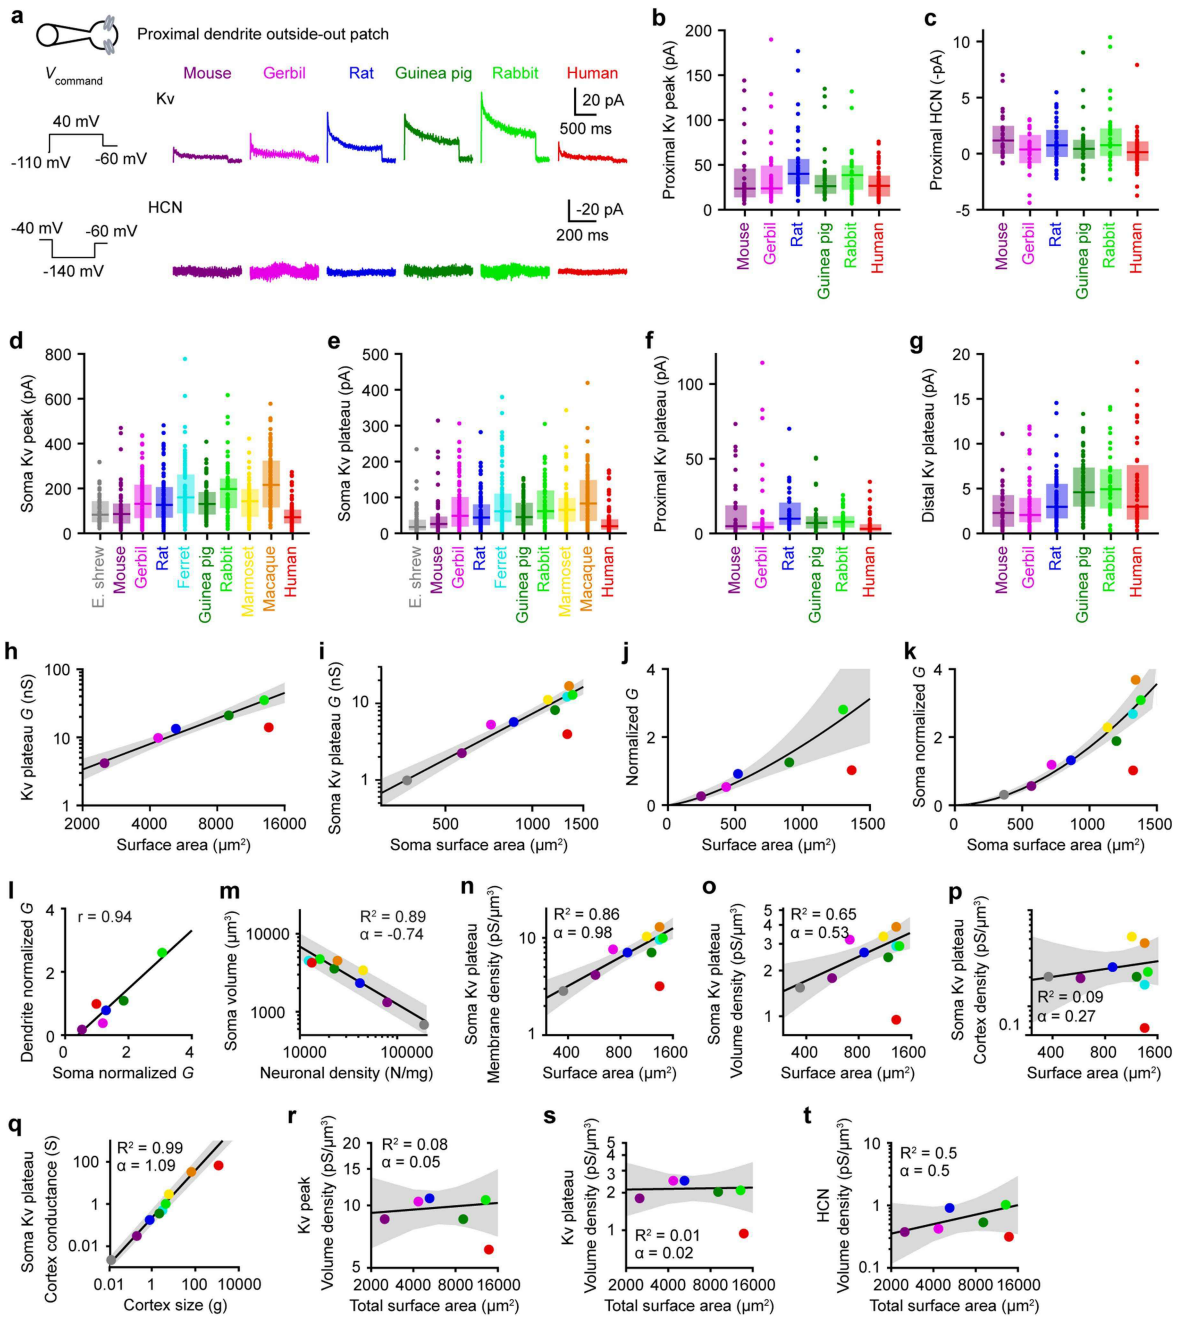 a
Proximal dendrite outside-out patch
Vcommand
Mouse Gerbil Rat Guinea pig Rabbit Human
Kv
40 mV
-110 mV
-60 mV
20 pA
500 ms
HCN
-40 mV
-60 mV
-140 mV
-20 pA
200 ms
b
Proximal Kv peak (pA)
200
150
100
50
0
Mouse
Gerbil
Rat
Guinea pig
Rabbit
Human
c
Proximal HCN (-pA)
10
5
0
-5
Mouse
Gerbil
Rat
Guinea pig
Rabbit
Human
d
Soma Kv peak (pA)
800
600
400
200
0
E. shrew
Mouse
Gerbil
Rat
Ferret
Guinea pig
Rabbit
Marmoset
Macaque
Human
e
Soma Kv plateau (pA)
500
400
300
200
100
0
E. shrew
Mouse
Gerbil
Rat
Ferret
Guinea pig
Rabbit
Marmoset
Macaque
Human
f
Proximal Kv plateau (pA)
100
50
0
Mouse
Gerbil
Rat
Guinea pig
Rabbit
Human
g
Distal Kv plateau (pA)
20
15
10
5
0
Mouse
Gerbil
Rat
Guinea pig
Rabbit
Human
h
Kv plateau G (nS)
100
10
1
2000 4000 8000 16000
Surface area (µm²)
i
Soma Kv plateau G (nS)
10
1
500 1000 1500
Soma surface area (µm²)
j
Normalized G
4
2
0
0 500 1000 1500
Surface area (µm²)
k
Soma normalized G
4
2
0
0 500 1000 1500
Soma surface area (µm²)
l
Dendrite normalized G
r = 0.94
4
2
0
0 2 4
Soma normalized G
m
Soma volume (µm³)
R² = 0.89
α = -0.74
10000
1000
10000 100000
Neuronal density (N/mg)
n
Soma Kv plateau
Membrane density (pS/µm³)
R² = 0.86
α = 0.98
10
1
400 800 1600
Surface area (µm²)
o
Soma Kv plateau
Volume density (pS/µm³)
R² = 0.65
α = 0.53
5
4
3
2
1
400 800 1600
Surface area (µm²)
p
Soma Kv plateau
Cortex density (pS/µm³)
R² = 0.09
α = 0.27
0.1
400 800 1600
Surface area (µm²)
q
Soma Kv plateau
Cortex conductance (S)
R² = 0.99
α = 1.09
100
1
0.01
0.01 1 100 10000
Cortex size (g)
r
Kv peak
Volume density (pS/µm³)
R² = 0.08
α = 0.05
20
15
10
5
2000 4000 80000 16000
Total surface area (µm²)
s
Kv plateau
Volume density (pS/µm³)
5
4
3
2
1
R² = 0.01
α = 0.02
2000 4000 80000 16000
Total surface area (µm²)
t
HCN
Volume density (pS/µm³)
R² = 0.5
α = 0.5
10
1
0.1
2000 4000 80000 16000
Total surface area (µm²)